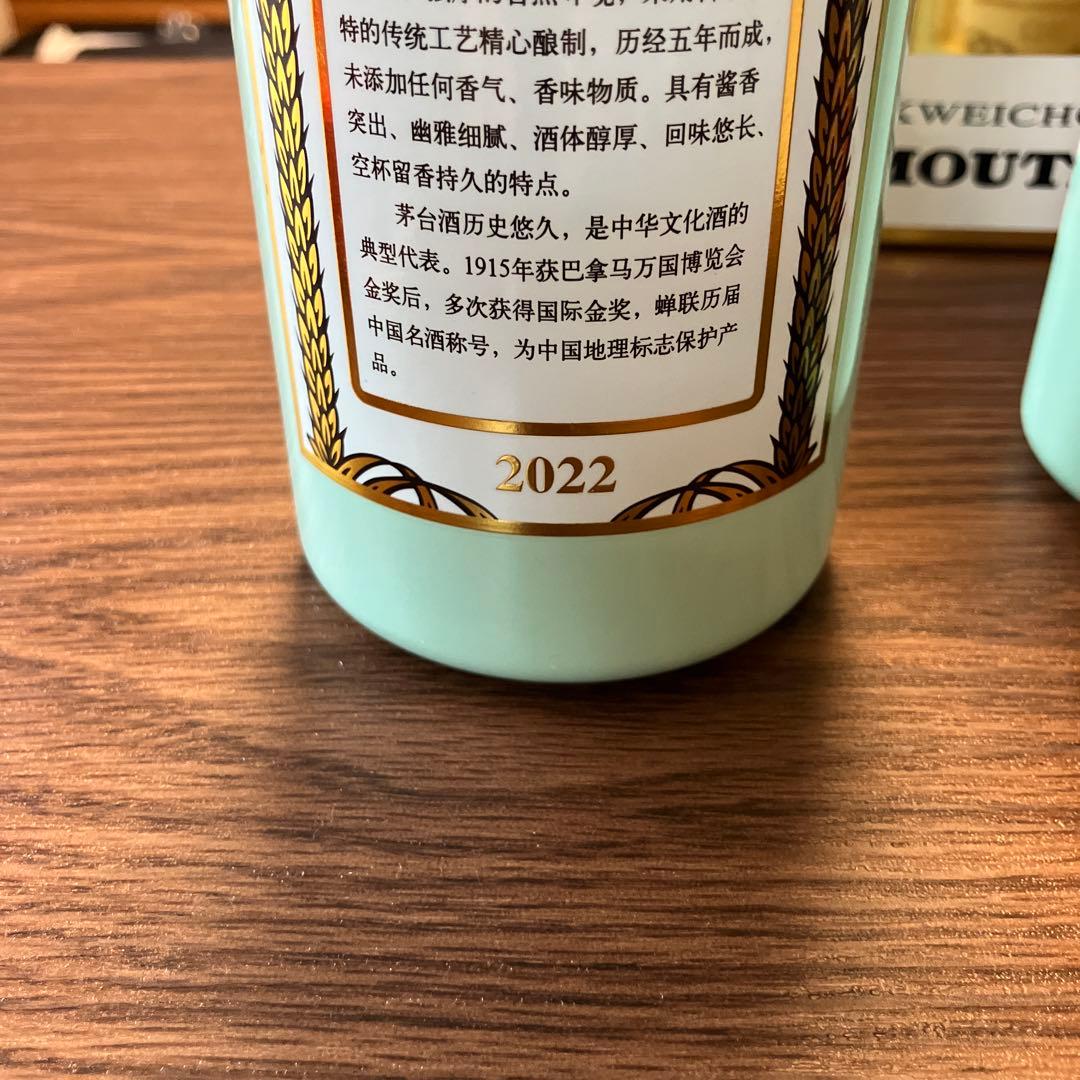 特的传统工艺精心酿制，历经五年而成，
未添加任何香气、香味物质。具有酱香
突出、幽雅细腻、酒体醇厚、回味悠长、
空杯留香持久的特点。
茅台酒历史悠久，是中华文化酒的
典型代表。1915年获巴拿马万国博览会
金奖后，多次获得国际金奖，蝉联历届
中国名酒称号，为中国地理标志保护产
品。
2022
KWEICH
MOUT